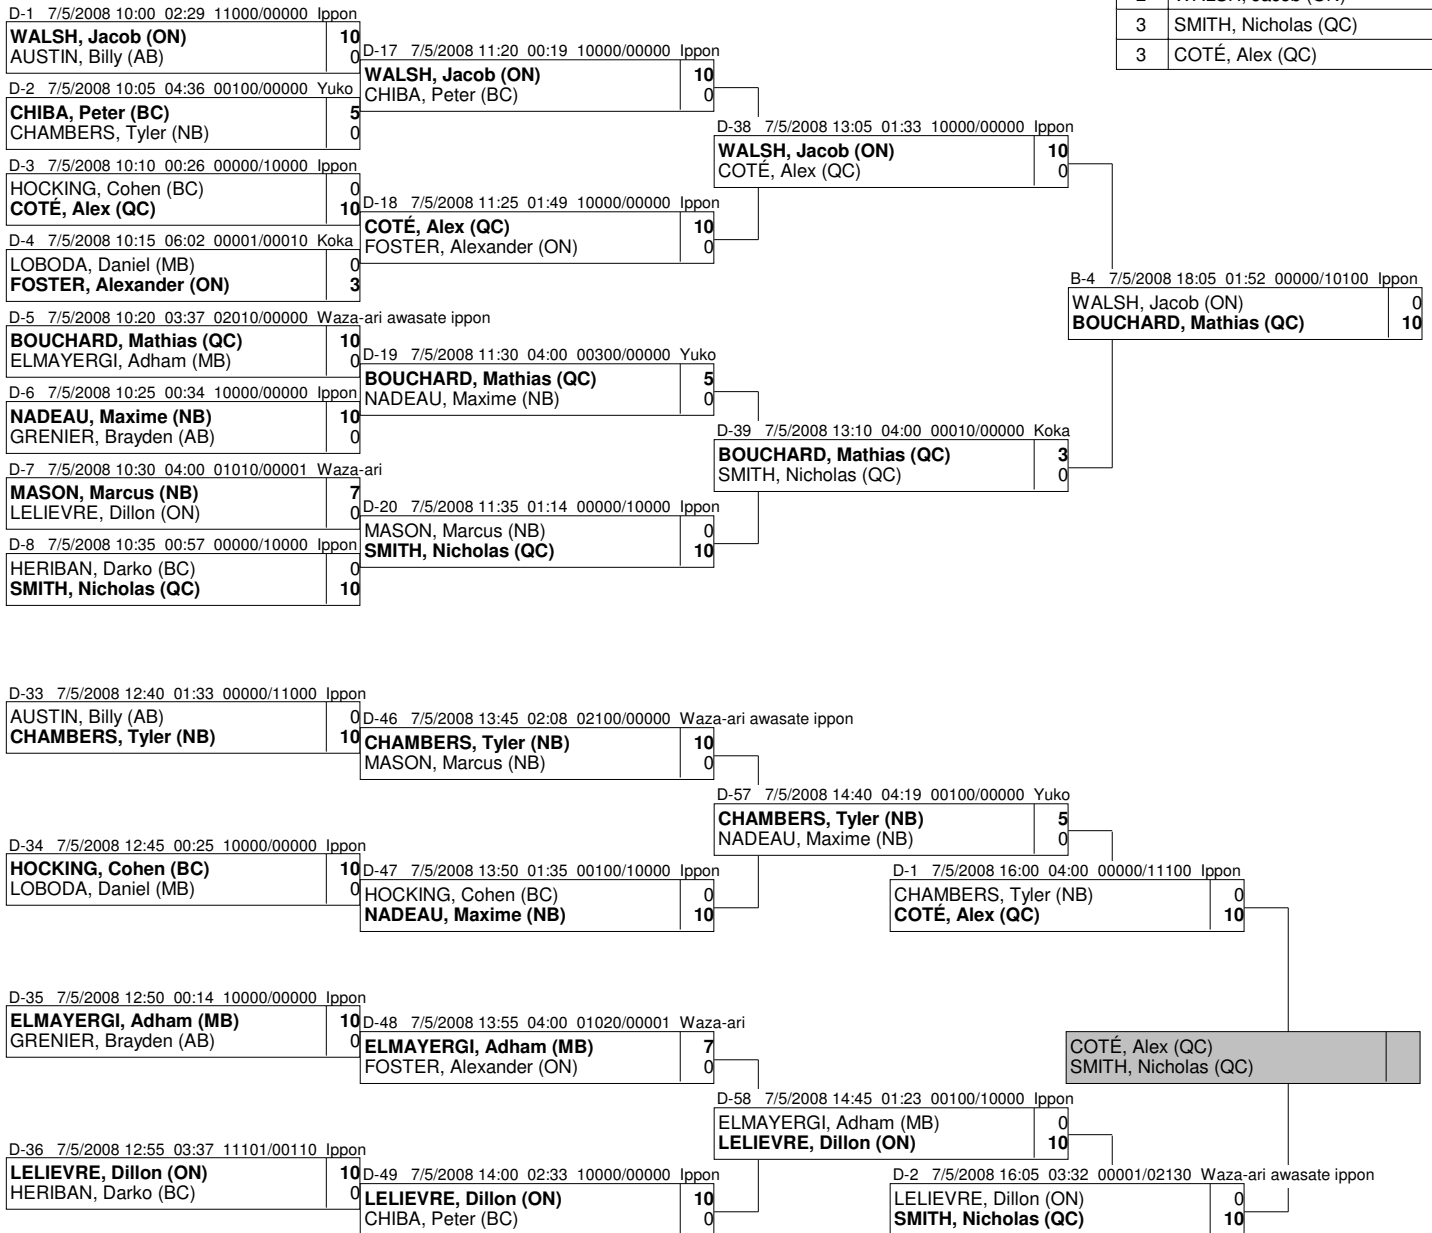 2 WALSH, Jacob (ON)
3 SMITH, Nicholas (QC)
3 COTÉ, Alex (QC)
D-1 7/5/2008 10:00 02:29 11000/00000 Ippon
WALSH, Jacob (ON) 10
AUSTIN, Billy (AB) 0
D-2 7/5/2008 10:05 04:36 00100/00000 Yuko
CHIBA, Peter (BC) 5
CHAMBERS, Tyler (NB) 0
D-3 7/5/2008 10:10 00:26 00000/10000 Ippon
HOCKING, Cohen (BC) 0
COTÉ, Alex (QC) 10
D-4 7/5/2008 10:15 06:02 00001/00010 Koka
LOBODA, Daniel (MB) 0
FOSTER, Alexander (ON) 3
D-5 7/5/2008 10:20 03:37 02010/00000 Waza-ari awasate ippon
BOUCHARD, Mathias (QC) 10
ELMAYERGI, Adham (MB) 0
D-6 7/5/2008 10:25 00:34 10000/00000 Ippon
NADEAU, Maxime (NB) 10
GRENIER, Brayden (AB) 0
D-7 7/5/2008 10:30 04:00 01010/00001 Waza-ari
MASON, Marcus (NB) 7
LELIEVRE, Dillon (ON) 0
D-8 7/5/2008 10:35 00:57 00000/10000 Ippon
HERIBAN, Darko (BC) 0
SMITH, Nicholas (QC) 10
D-17 7/5/2008 11:20 00:19 10000/00000 Ippon
WALSH, Jacob (ON) 10
CHIBA, Peter (BC) 0
D-18 7/5/2008 11:25 01:49 10000/00000 Ippon
COTÉ, Alex (QC) 10
FOSTER, Alexander (ON) 0
D-19 7/5/2008 11:30 04:00 00300/00000 Yuko
BOUCHARD, Mathias (QC) 5
NADEAU, Maxime (NB) 0
D-20 7/5/2008 11:35 01:14 00000/10000 Ippon
MASON, Marcus (NB) 0
SMITH, Nicholas (QC) 10
D-38 7/5/2008 13:05 01:33 10000/00000 Ippon
WALSH, Jacob (ON) 10
COTÉ, Alex (QC) 0
D-39 7/5/2008 13:10 04:00 00010/00000 Koka
BOUCHARD, Mathias (QC) 3
SMITH, Nicholas (QC) 0
B-4 7/5/2008 18:05 01:52 00000/10100 Ippon
WALSH, Jacob (ON) 0
BOUCHARD, Mathias (QC) 10
D-33 7/5/2008 12:40 01:33 00000/11000 Ippon
AUSTIN, Billy (AB) 0
CHAMBERS, Tyler (NB) 10
D-34 7/5/2008 12:45 00:25 10000/00000 Ippon
HOCKING, Cohen (BC) 10
LOBODA, Daniel (MB) 0
D-35 7/5/2008 12:50 00:14 10000/00000 Ippon
ELMAYERGI, Adham (MB) 10
GRENIER, Brayden (AB) 0
D-36 7/5/2008 12:55 03:37 11101/00110 Ippon
LELIEVRE, Dillon (ON) 10
HERIBAN, Darko (BC) 0
D-46 7/5/2008 13:45 02:08 02100/00000 Waza-ari awasate ippon
CHAMBERS, Tyler (NB) 10
MASON, Marcus (NB) 0
D-47 7/5/2008 13:50 01:35 00100/10000 Ippon
HOCKING, Cohen (BC) 0
NADEAU, Maxime (NB) 10
D-48 7/5/2008 13:55 04:00 01020/00001 Waza-ari
ELMAYERGI, Adham (MB) 7
FOSTER, Alexander (ON) 0
D-49 7/5/2008 14:00 02:33 10000/00000 Ippon
LELIEVRE, Dillon (ON) 10
CHIBA, Peter (BC) 0
D-57 7/5/2008 14:40 04:19 00100/00000 Yuko
CHAMBERS, Tyler (NB) 5
NADEAU, Maxime (NB) 0
D-58 7/5/2008 14:45 01:23 00100/10000 Ippon
ELMAYERGI, Adham (MB) 0
LELIEVRE, Dillon (ON) 10
D-1 7/5/2008 16:00 04:00 00000/11100 Ippon
CHAMBERS, Tyler (NB) 0
COTÉ, Alex (QC) 10
D-2 7/5/2008 16:05 03:32 00001/02130 Waza-ari awasate ippon
LELIEVRE, Dillon (ON) 0
SMITH, Nicholas (QC) 10
COTÉ, Alex (QC)
SMITH, Nicholas (QC)